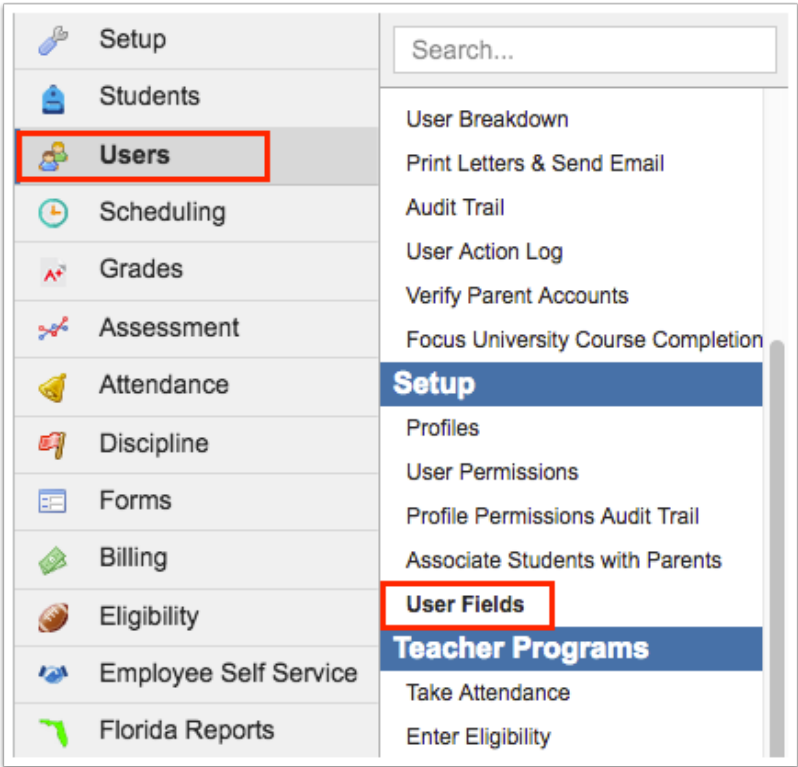 Setup
Students
Users
Scheduling
Grades
Assessment
Attendance
Discipline
Forms
Billing
Eligibility
Employee Self Service
Florida Reports
Search...
User Breakdown
Print Letters & Send Email
Audit Trail
User Action Log
Verify Parent Accounts
Focus University Course Completion
Setup
Profiles
User Permissions
Profile Permissions Audit Trail
Associate Students with Parents
User Fields
Teacher Programs
Take Attendance
Enter Eligibility